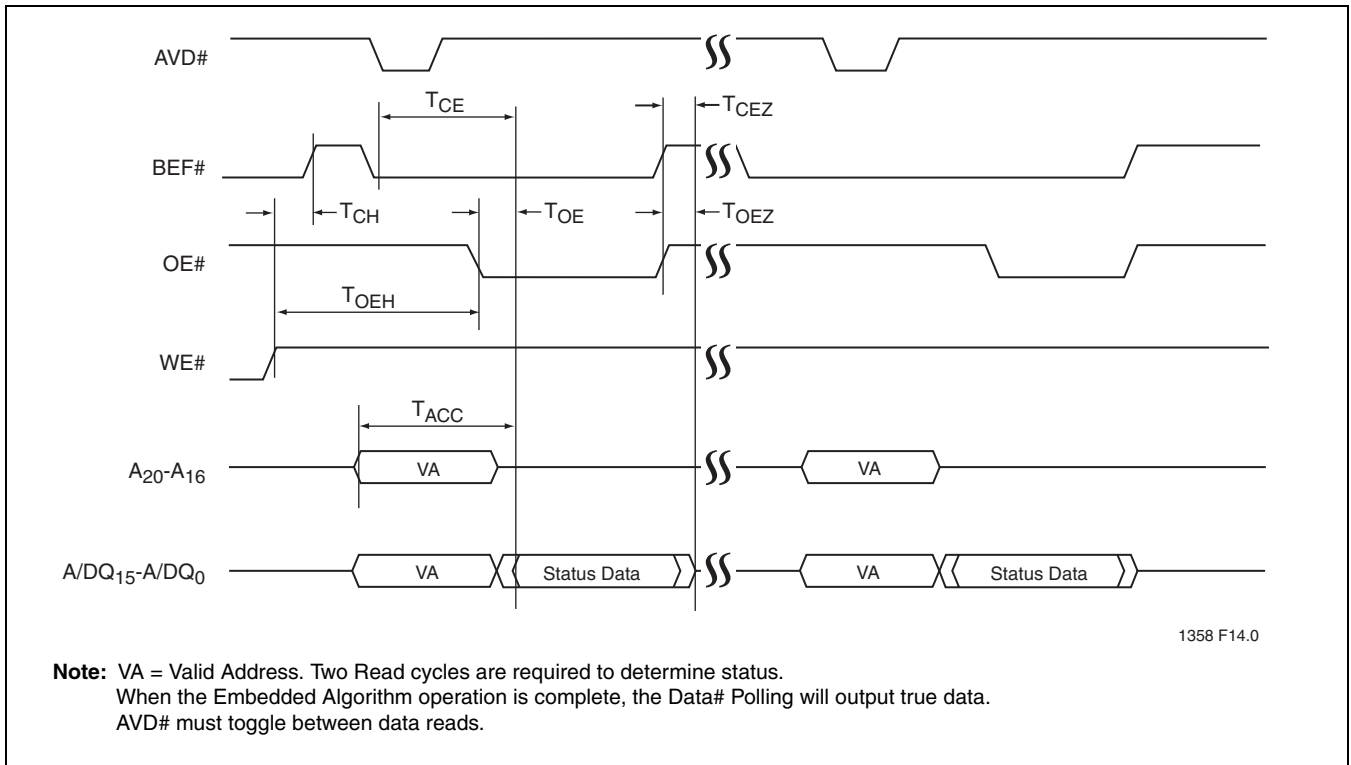 AVD#
T_CE
T_CEZ
BEF#
T_CH
T_OE
T_OEZ
OE#
T_OEH
WE#
T_ACC
A20-A16
VA
VA
A/DQ15-A/DQ0
VA
Status Data
VA
Status Data
1358 F14.0
Note: VA = Valid Address. Two Read cycles are required to determine status.
When the Embedded Algorithm operation is complete, the Data# Polling will output true data.
AVD# must toggle between data reads.